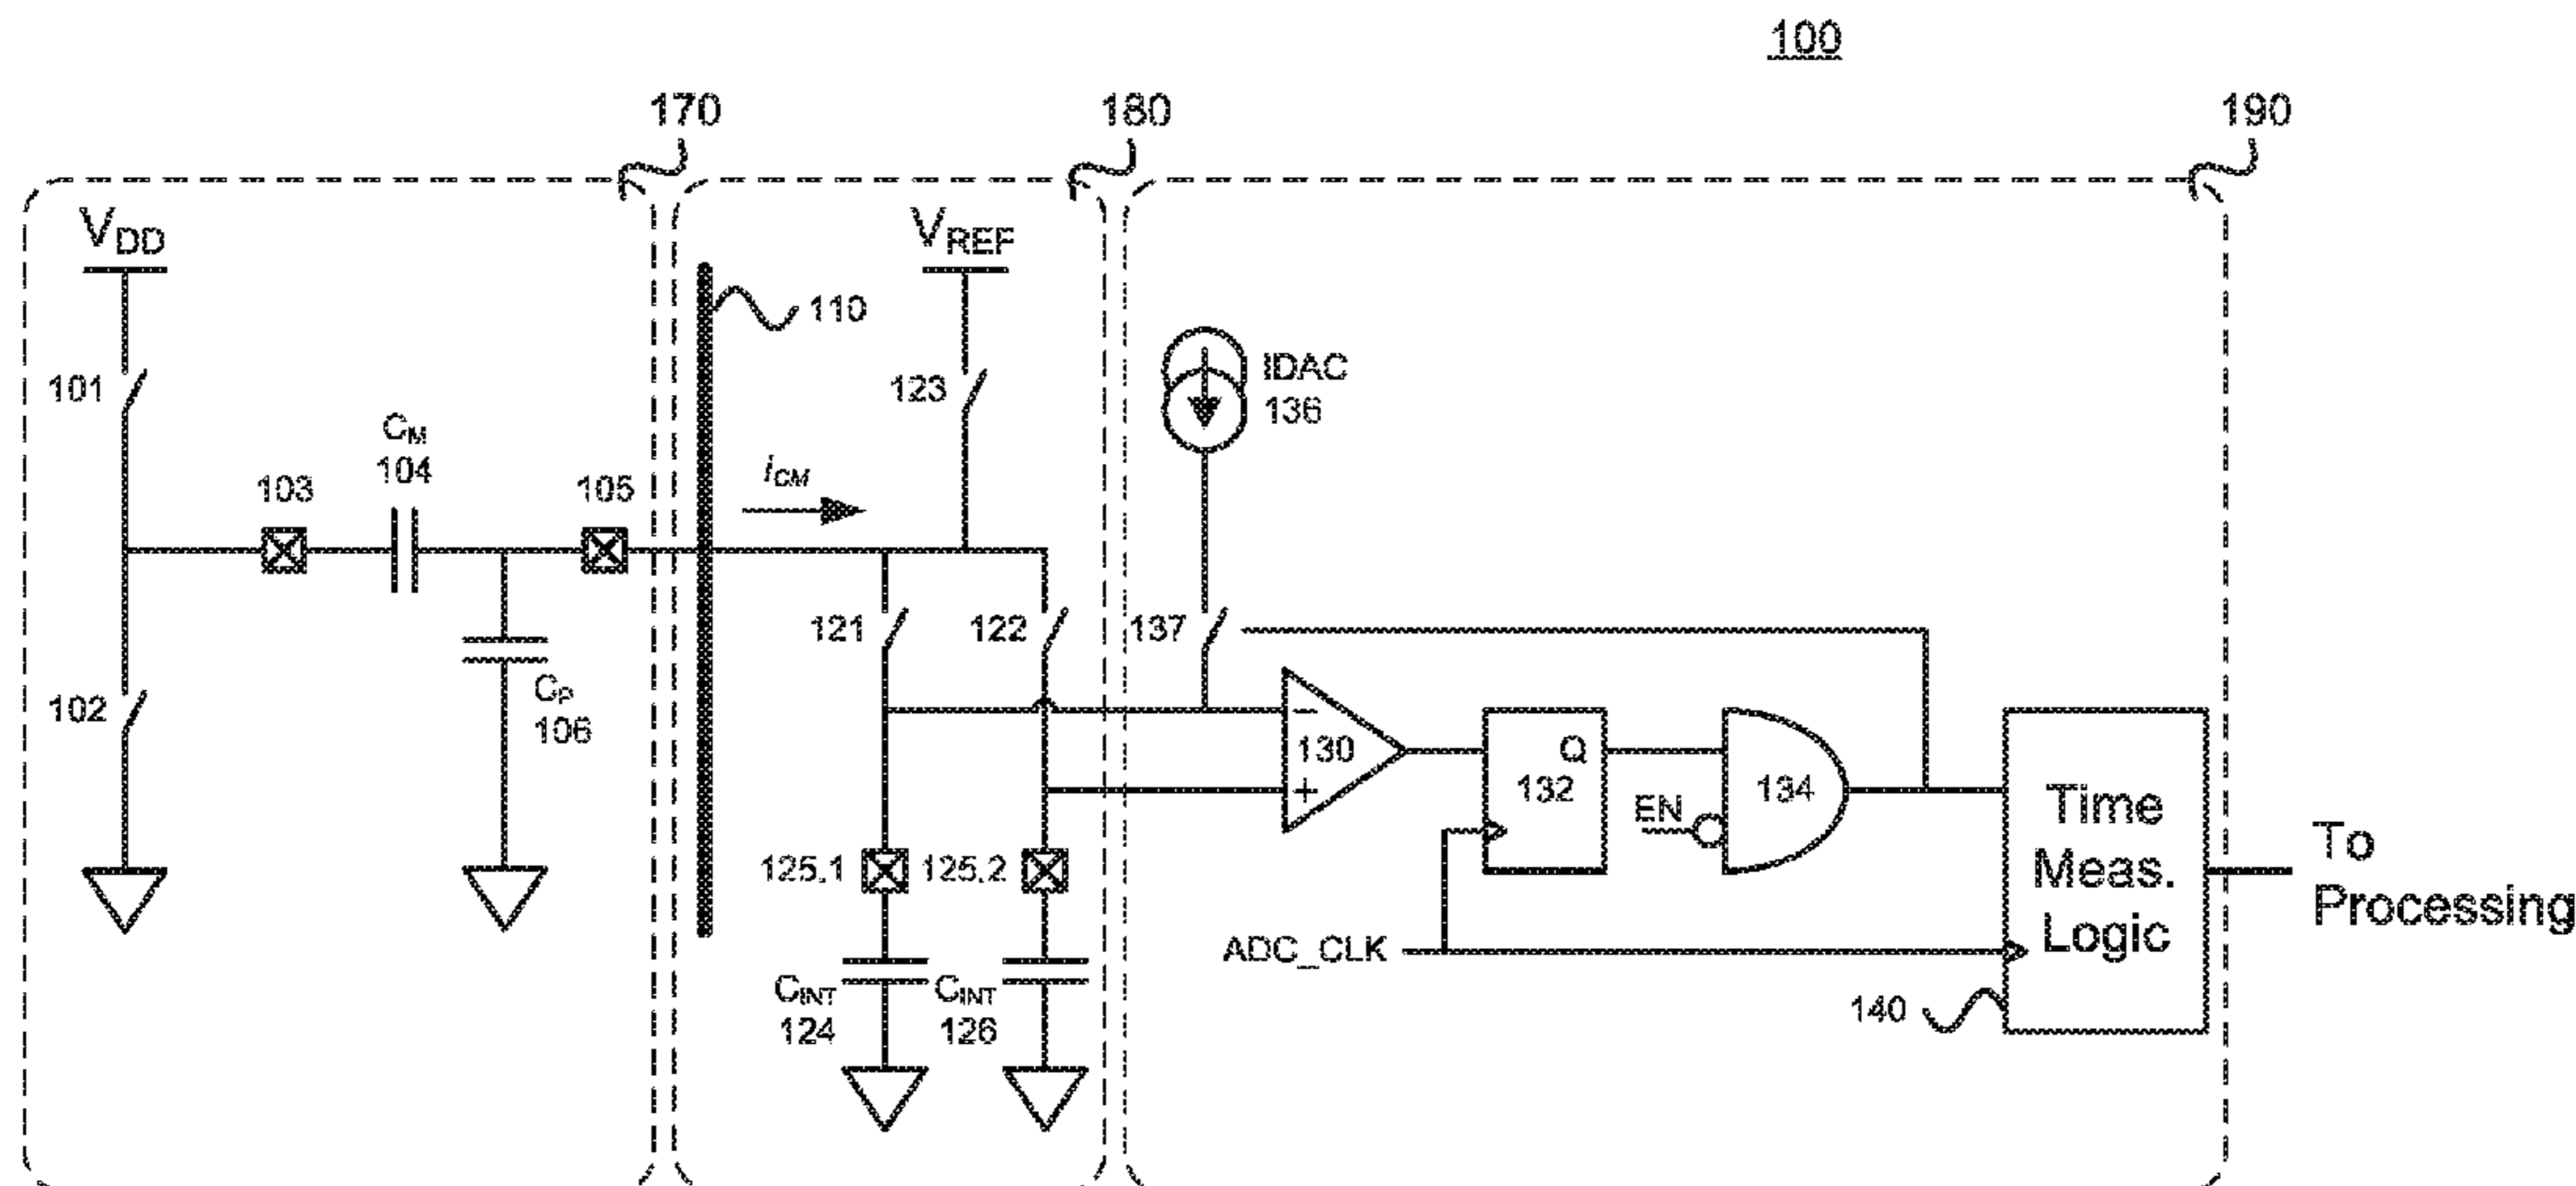 100
170
180
190
VDD
VREF
110
101
123
IDAC
136
CM
104
iCM
103
105
121
122
137
102
CP
106
−
130
+
Q
132
EN
134
Time
Meas.
Logic
To
Processing
125.1
125.2
ADC_CLK
CINT
124
CINT
126
140